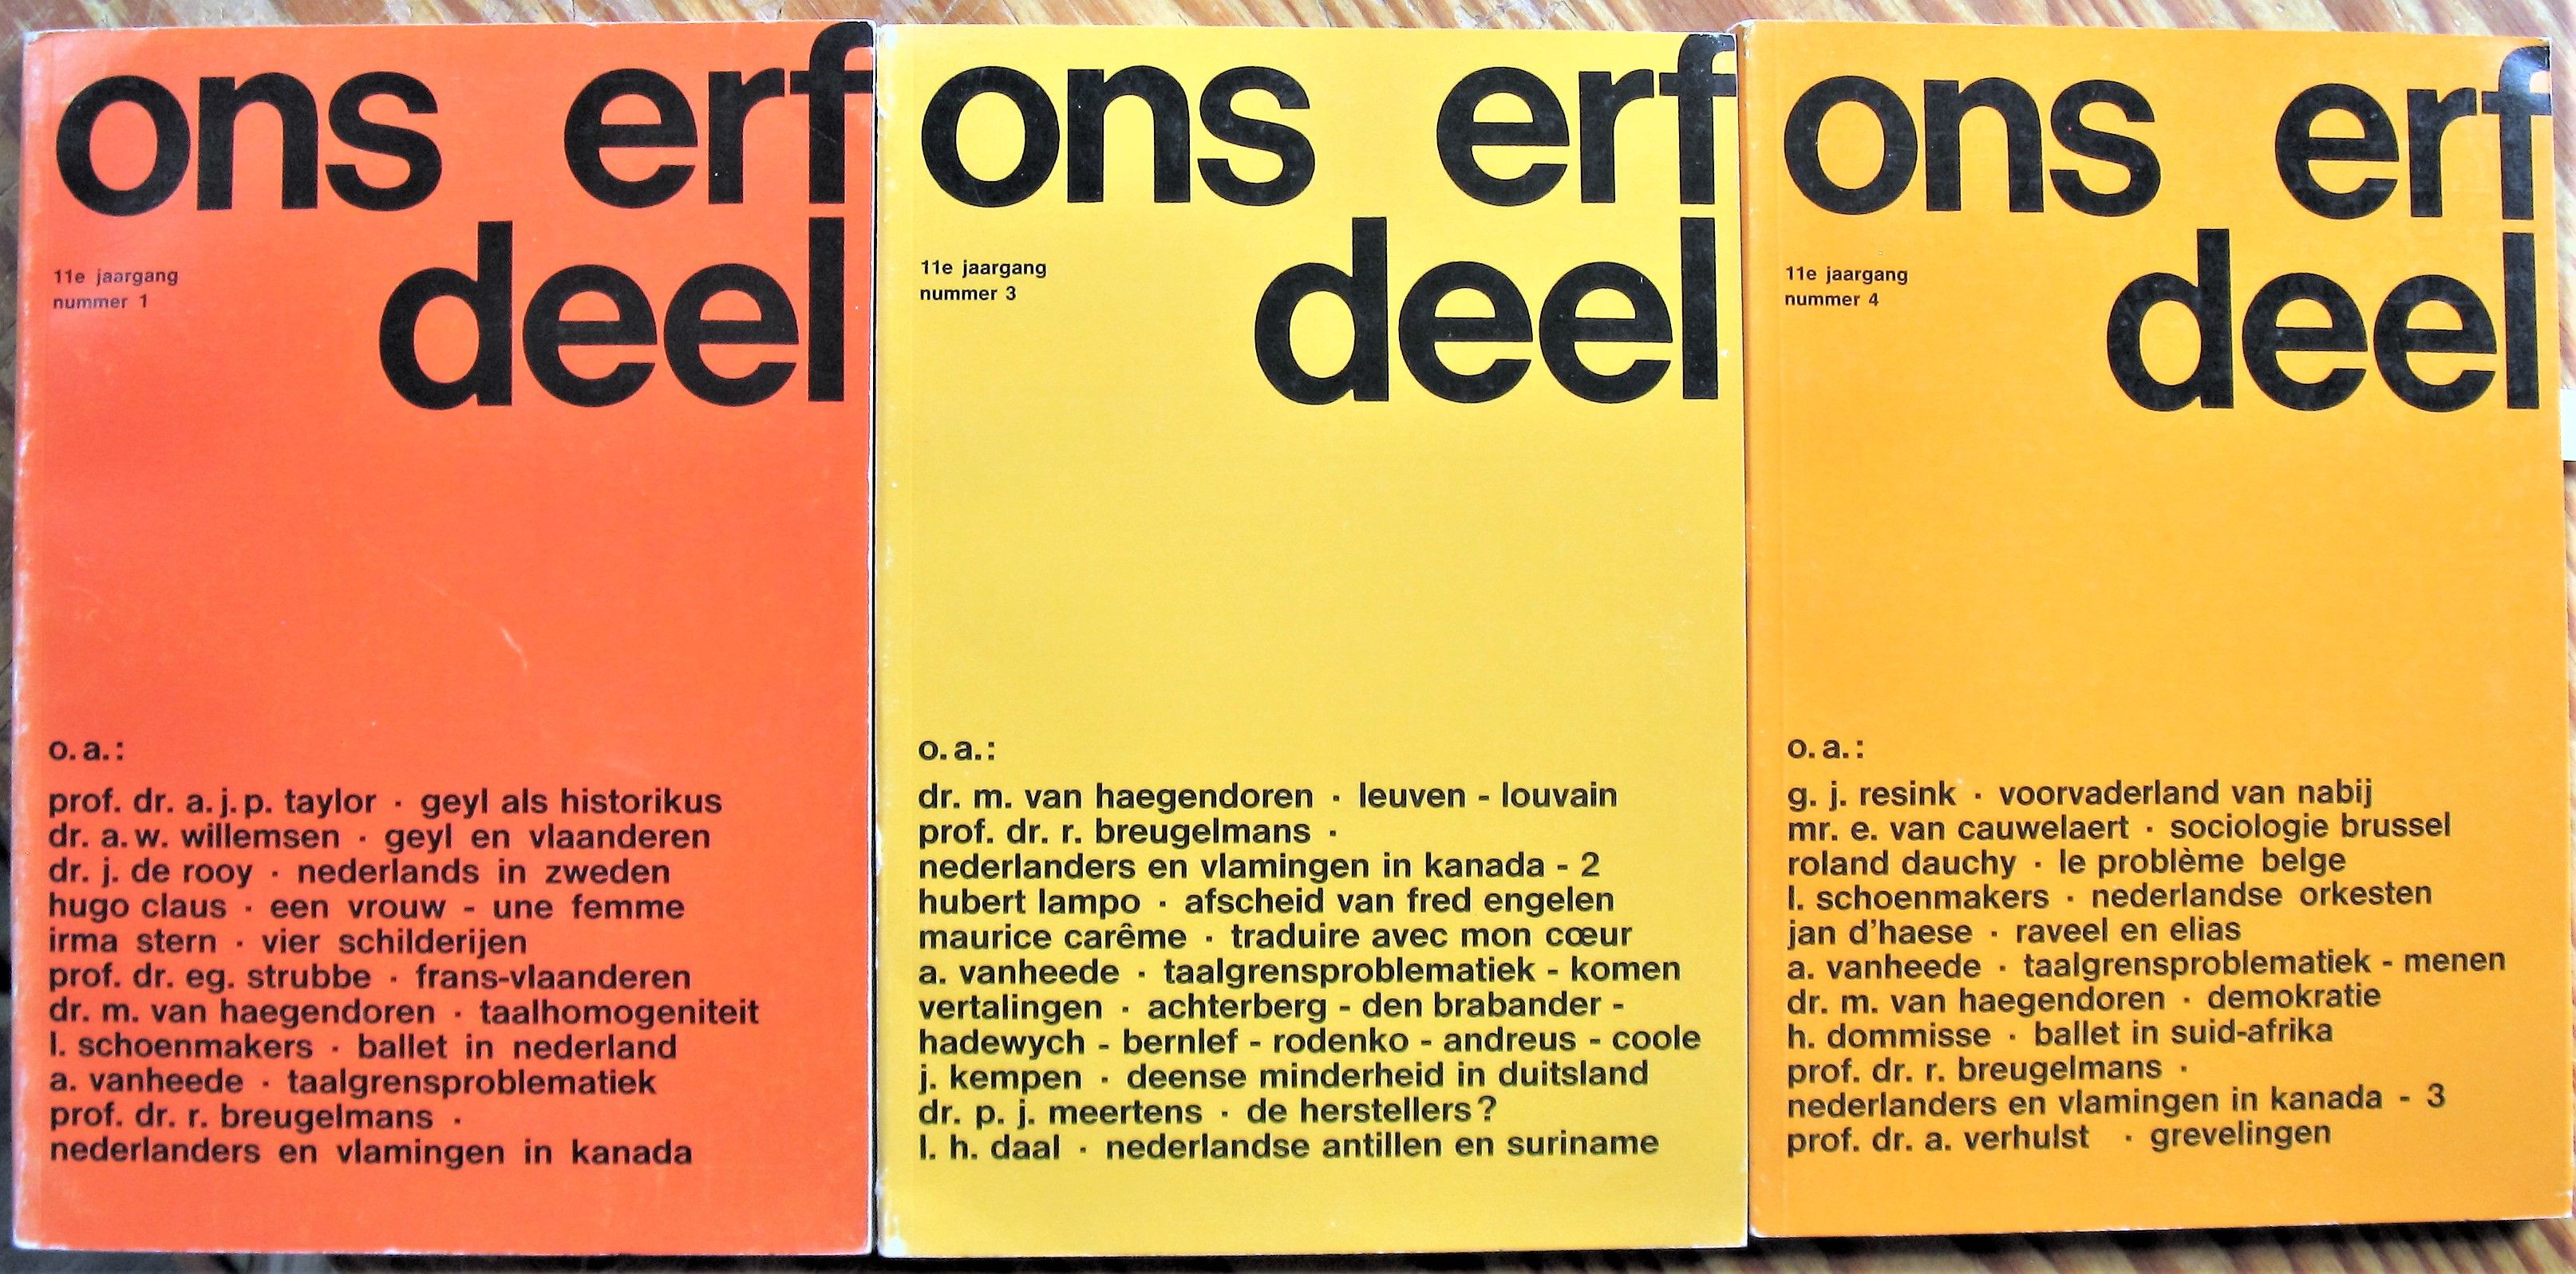 ons erf
deel
11e jaargang
nummer 1
o.a.:
prof. dr. a.j.p. taylor · geyl als historikus
dr. a.w. willemsen · geyl en vlaanderen
dr. j. de rooy · nederlands in zweden
hugo claus · een vrouw - une femme
irma stern · vier schilderijen
prof. dr. eg. strubbe · frans-vlaanderen
dr. m. van haegendoren · taalhomogeniteit
l. schoenmakers · ballet in nederland
a. vanheede · taalgrensproblematiek
prof. dr. r. breugelmans ·
nederlanders en vlamingen in kanada
ons erf
deel
11e jaargang
nummer 3
o.a.:
dr. m. van haegendoren · leuven - louvain
prof. dr. r. breugelmans ·
nederlanders en vlamingen in kanada - 2
hubert lampo · afscheid van fred engelen
maurice carême · traduire avec mon cœur
a. vanheede · taalgrensproblematiek - komen
vertalingen · achterberg - den brabander -
hadewych - bernlef - rodenko - andreus - coole
j. kempen · deense minderheid in duitsland
dr. p. j. meertens · de herstellers?
l. h. daal · nederlandse antillen en suriname
ons erf
deel
11e jaargang
nummer 4
o.a.:
g. j. resink · voorvaderland van nabij
mr. e. van cauwelaert · sociologie brussel
roland dauchy · le problème belge
l. schoenmakers · nederlandse orkesten
jan d'haese · raveel en elias
a. vanheede · taalgrensproblematiek - menen
dr. m. van haegendoren · demokratie
h. dommisse · ballet in suid-afrika
prof. dr. r. breugelmans ·
nederlanders en vlamingen in kanada - 3
prof. dr. a. verhulst · grevelingen